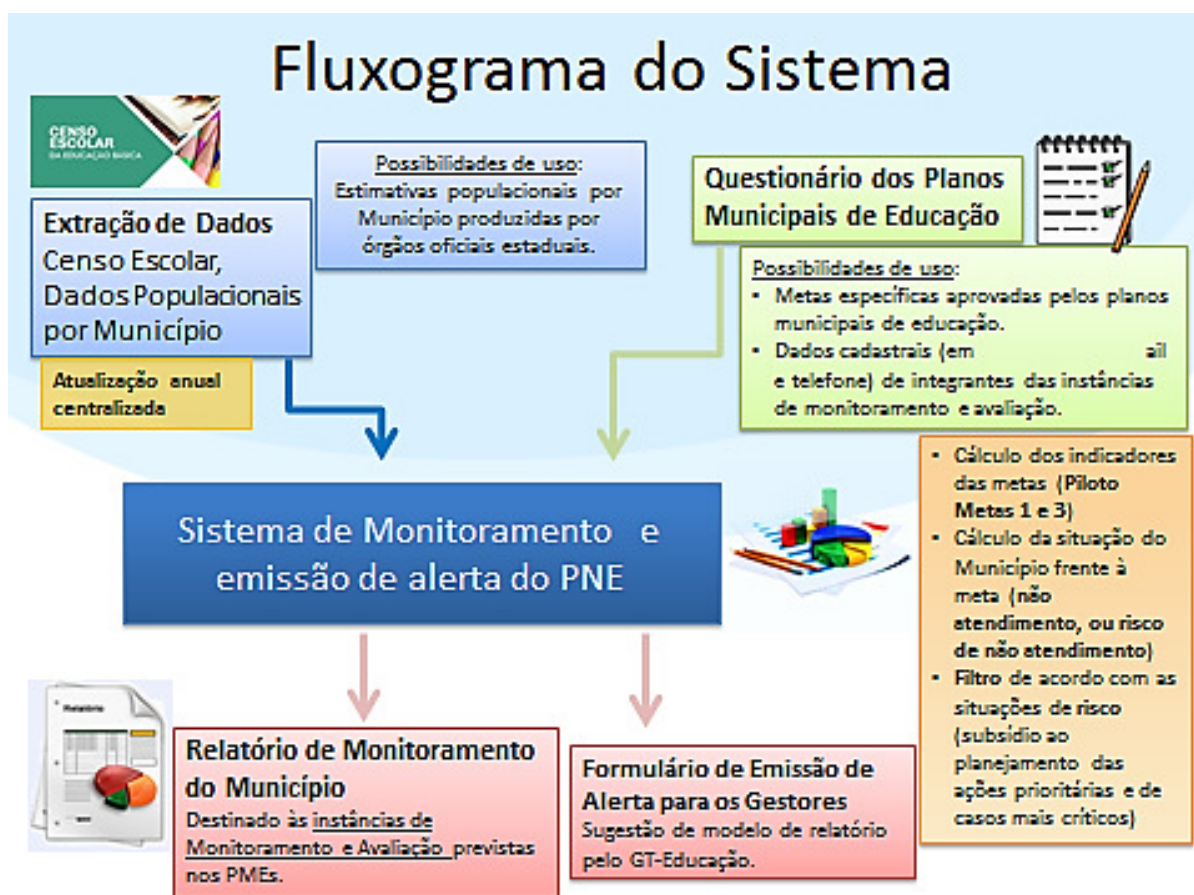 Fluxograma do Sistema
CENSO
ESCOLAR
DA EDUCAÇÃO BÁSICA
Extração de Dados
Censo Escolar,
Dados Populacionais
por Município
Atualização anual
centralizada
Possibilidades de uso:
Estimativas populacionais por
Município produzidas por
órgãos oficiais estaduais.
Questionário dos Planos
Municipais de Educação
Possibilidades de uso:
• Metas específicas aprovadas pelos planos
municipais de educação.
• Dados cadastrais (em ail
e telefone) de integrantes das instâncias
de monitoramento e avaliação.
Sistema de Monitoramento e
emissão de alerta do PNE
• Cálculo dos indicadores
das metas (Piloto
Metas 1 e 3)
• Cálculo da situação do
Município frente à
meta (não
atendimento, ou risco
de não atendimento)
• Filtro de acordo com as
situações de risco
(subsídio ao
planejamento das
ações prioritárias e de
casos mais críticos)
Relatório
Relatório de Monitoramento
do Município
Destinado às instâncias de
Monitoramento e Avaliação previstas
nos PMEs.
Formulário de Emissão de
Alerta para os Gestores
Sugestão de modelo de relatório
pelo GT-Educação.